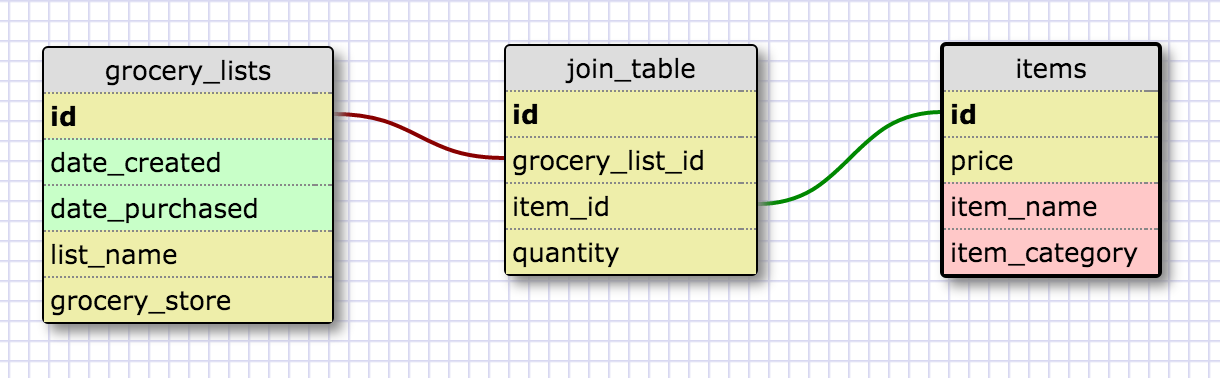 grocery_lists
id
date_created
date_purchased
list_name
grocery_store
join_table
id
grocery_list_id
item_id
quantity
items
id
price
item_name
item_category